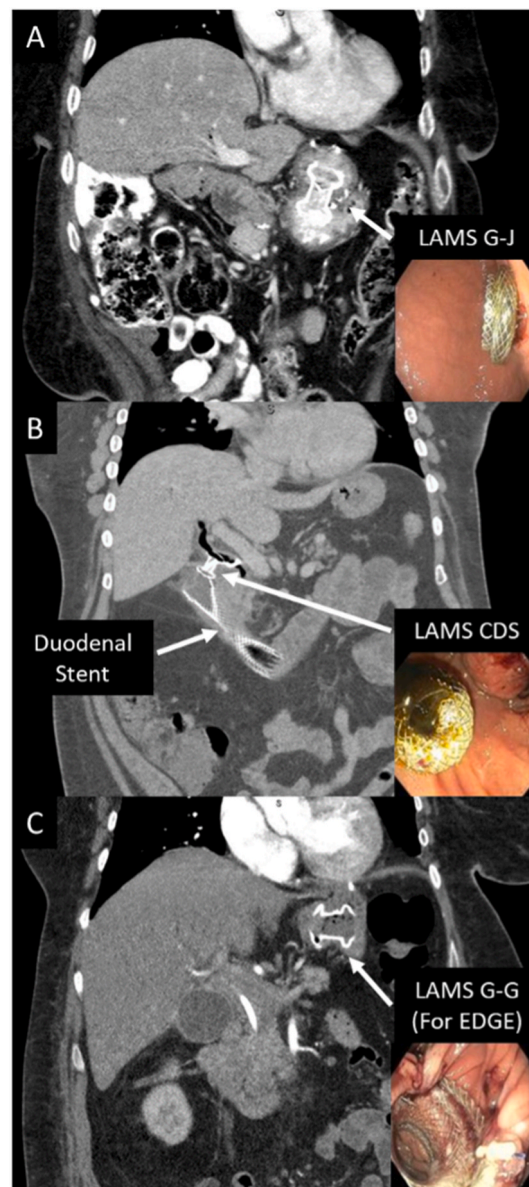 A
LAMS G-J
S
B
Duodenal
Stent
LAMS CDS
S
C
LAMS G-G
(For EDGE)